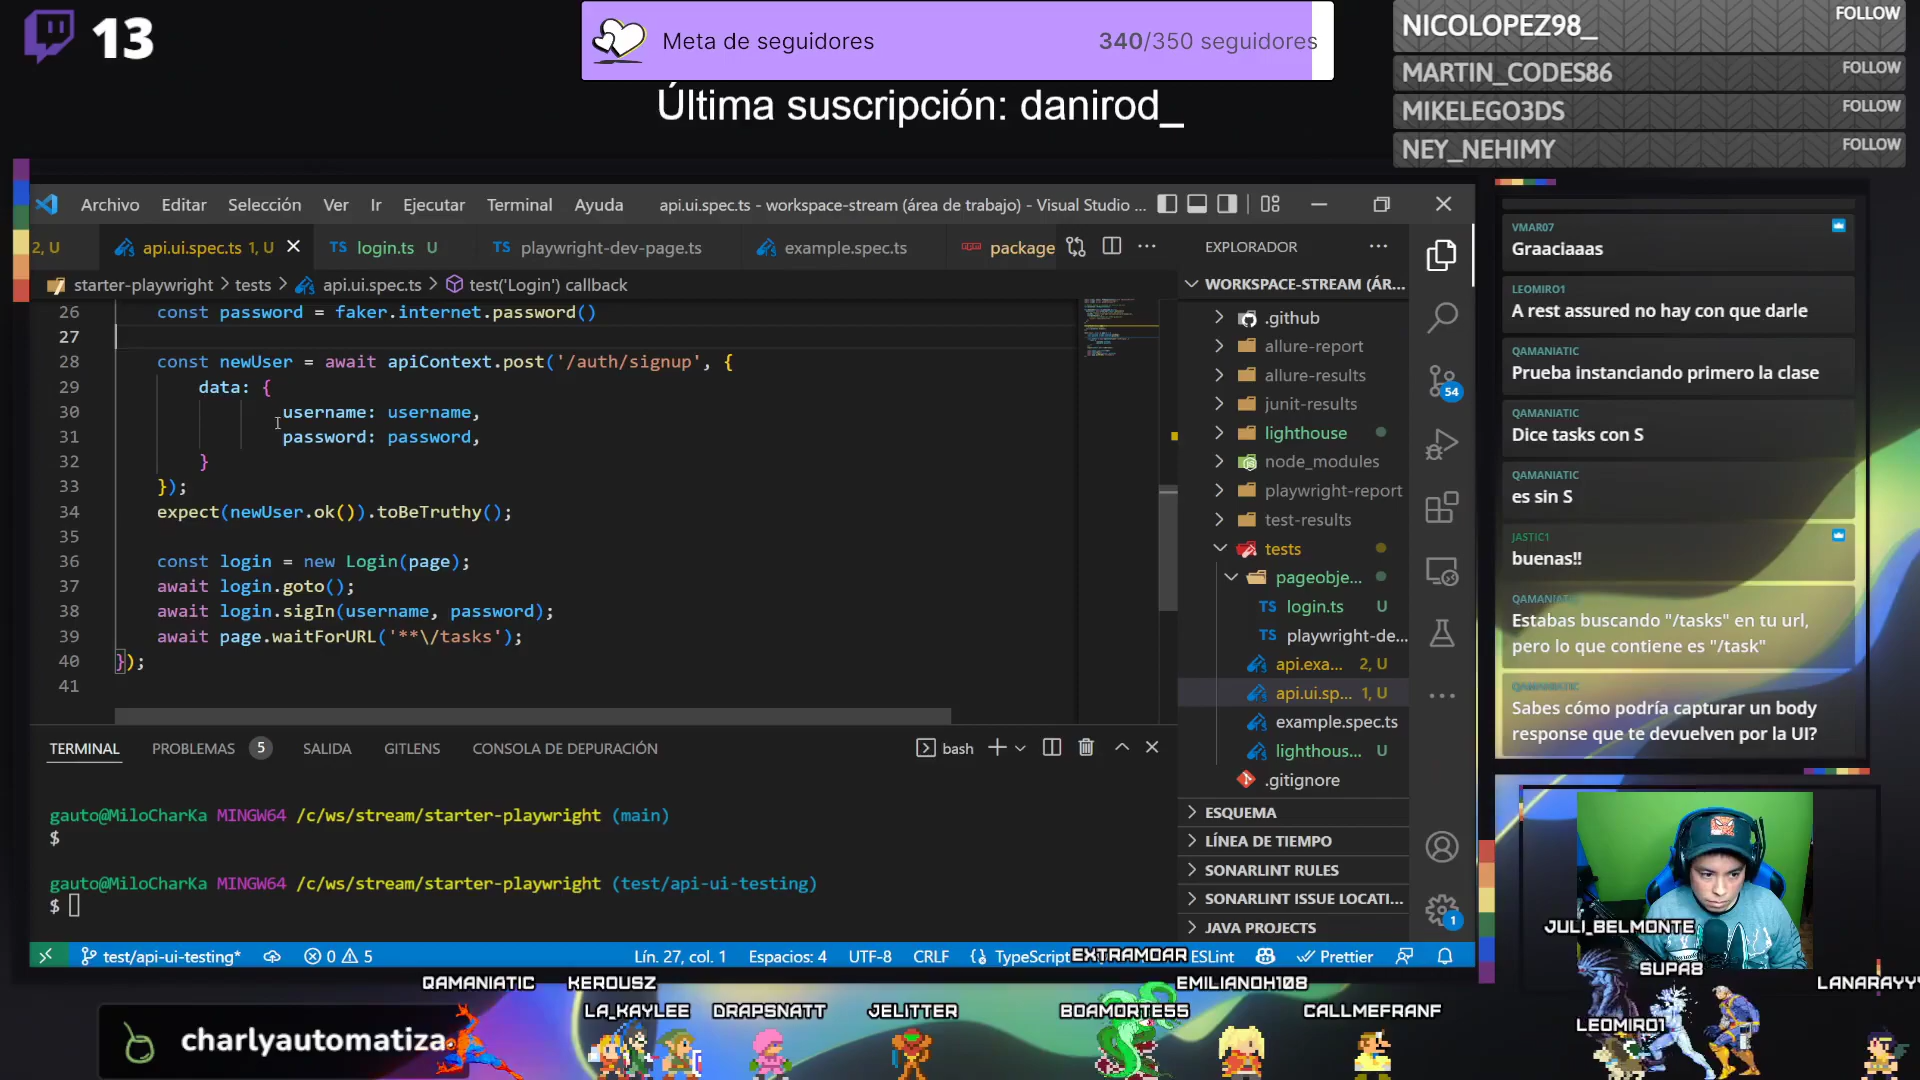 13
Meta de seguidores
340/350 seguidores
Última suscripción: danirod_
NICOLOPEZ98_ FOLLOW
MARTIN_CODES86 FOLLOW
MIKELEGO3DS FOLLOW
NEY_NEHIMY FOLLOW
Archivo Editar Selección Ver Ir Ejecutar Terminal Ayuda api.ui.spec.ts - workspace-stream (área de trabajo) - Visual Studio ...
2, U api.ui.spec.ts 1, U login.ts U playwright-dev-page.ts example.spec.ts package
starter-playwright > tests > api.ui.spec.ts > test('Login') callback
26 const password = faker.internet.password()
27
28 const newUser = await apiContext.post('/auth/signup', {
29 data: {
30 username: username,
31 password: password,
32 }
33 });
34 expect(newUser.ok()).toBeTruthy();
35
36 const login = new Login(page);
37 await login.goto();
38 await login.sigIn(username, password);
39 await page.waitForURL('**\/tasks');
40 });
41
EXPLORADOR
WORKSPACE-STREAM (ÁR...
.github
allure-report
allure-results
junit-results
lighthouse
node_modules
playwright-report
test-results
tests
pageobje...
TS login.ts U
TS playwright-de...
api.exa... 2, U
api.ui.sp... 1, U
example.spec.ts
lighthous... U
.gitignore
ESQUEMA
LÍNEA DE TIEMPO
SONARLINT RULES
SONARLINT ISSUE LOCATI...
JAVA PROJECTS
54
1
TERMINAL PROBLEMAS 5 SALIDA GITLENS CONSOLA DE DEPURACIÓN bash
gauto@MiloCharKa MINGW64 /c/ws/stream/starter-playwright (main)
$
gauto@MiloCharKa MINGW64 /c/ws/stream/starter-playwright (test/api-ui-testing)
$
test/api-ui-testing* 0 5 Lín. 27, col. 1 Espacios: 4 UTF-8 CRLF TypeScript ESLint Prettier
VMAR07
Graaciaaas
LEOMIRO1
A rest assured no hay con que darle
QAMANIATIC
Prueba instanciando primero la clase
QAMANIATIC
Dice tasks con S
QAMANIATIC
es sin S
JASTIC1
buenas!!
QAMANIATIC
Estabas buscando "/tasks" en tu url,
pero lo que contiene es "/task"
QAMANIATIC
Sabes cómo podría capturar un body
response que te devuelven por la UI?
EXTRAMOAR
JULI_BELMONTE
SUPA8
LANARAYYY
QAMANIATIC KEROUSZ EMILIANOH108
LA_KAYLEE DRAPSNATT JELITTER BOAMORTE55 CALLMEFRANF
LEOMIRO1
charlyautomatiza